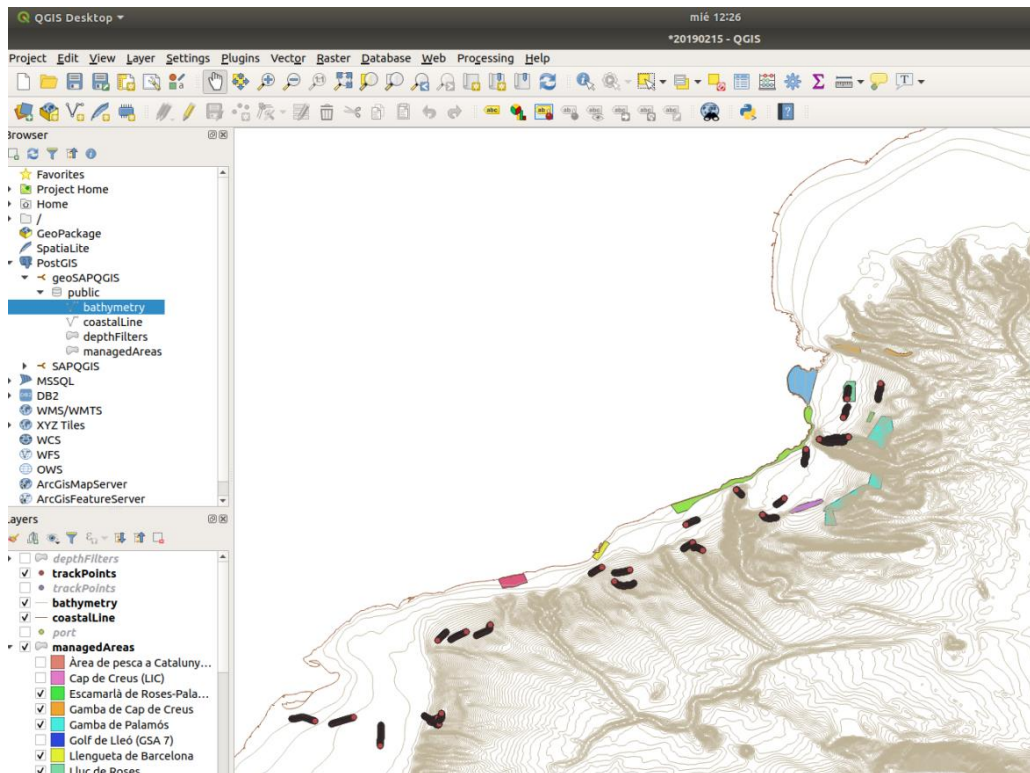 QGIS Desktop ▾
mié 12:26
*20190215 - QGIS
Project Edit View Layer Settings Plugins Vector Raster Database Web Processing Help
Browser
Favorites
Project Home
Home
/
GeoPackage
SpatiaLite
PostGIS
geoSAPQGIS
public
bathymetry
coastalLine
depthFilters
managedAreas
SAPQGIS
MSSQL
DB2
WMS/WMTS
XYZ Tiles
WCS
WFS
OWS
ArcGisMapServer
ArcGisFeatureServer
Layers
depthFilters
trackPoints
trackPoints
bathymetry
coastalLine
port
managedAreas
Àrea de pesca a Cataluny...
Cap de Creus (LIC)
Escamarlà de Roses-Pala...
Gamba de Cap de Creus
Gamba de Palamós
Golf de Lleó (GSA 7)
Llengueta de Barcelona
Lluç de Roses